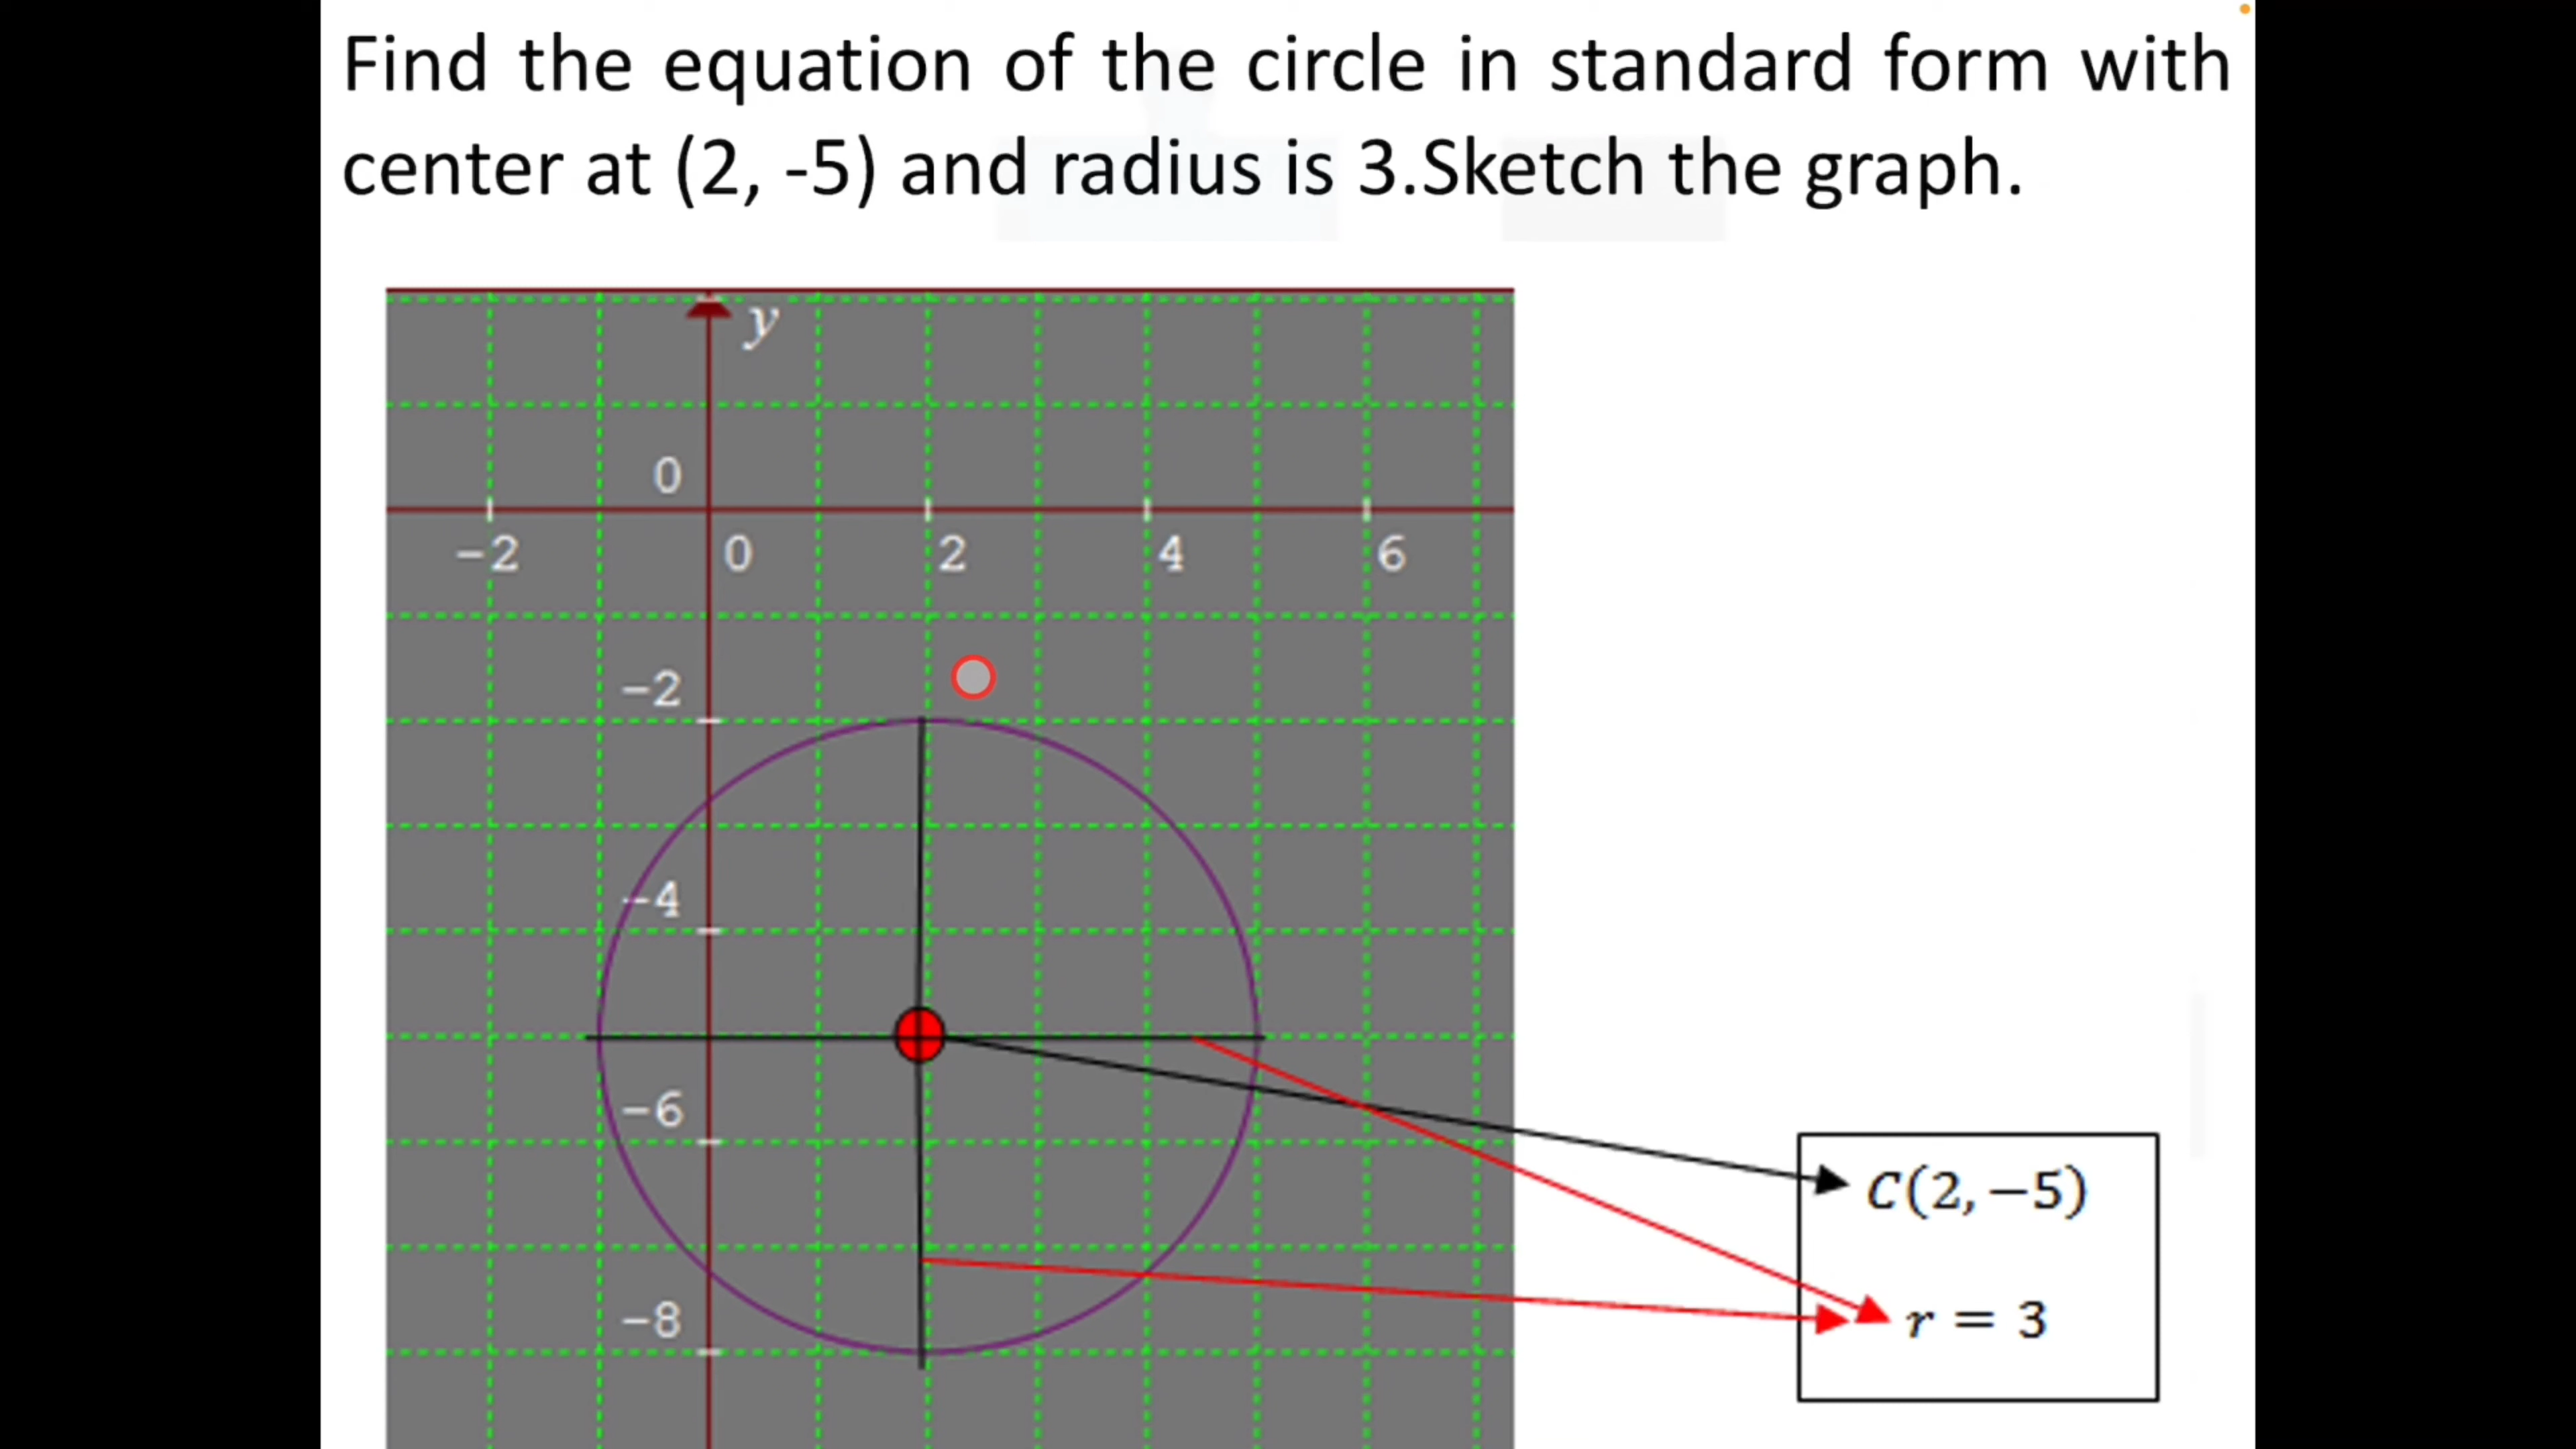 Find the equation of the circle in standard form with
center at (2, -5) and radius is 3.Sketch the graph.
y
0
−2 0 2 4 6
−2
−4
−6
−8
C(2, −5)
r = 3